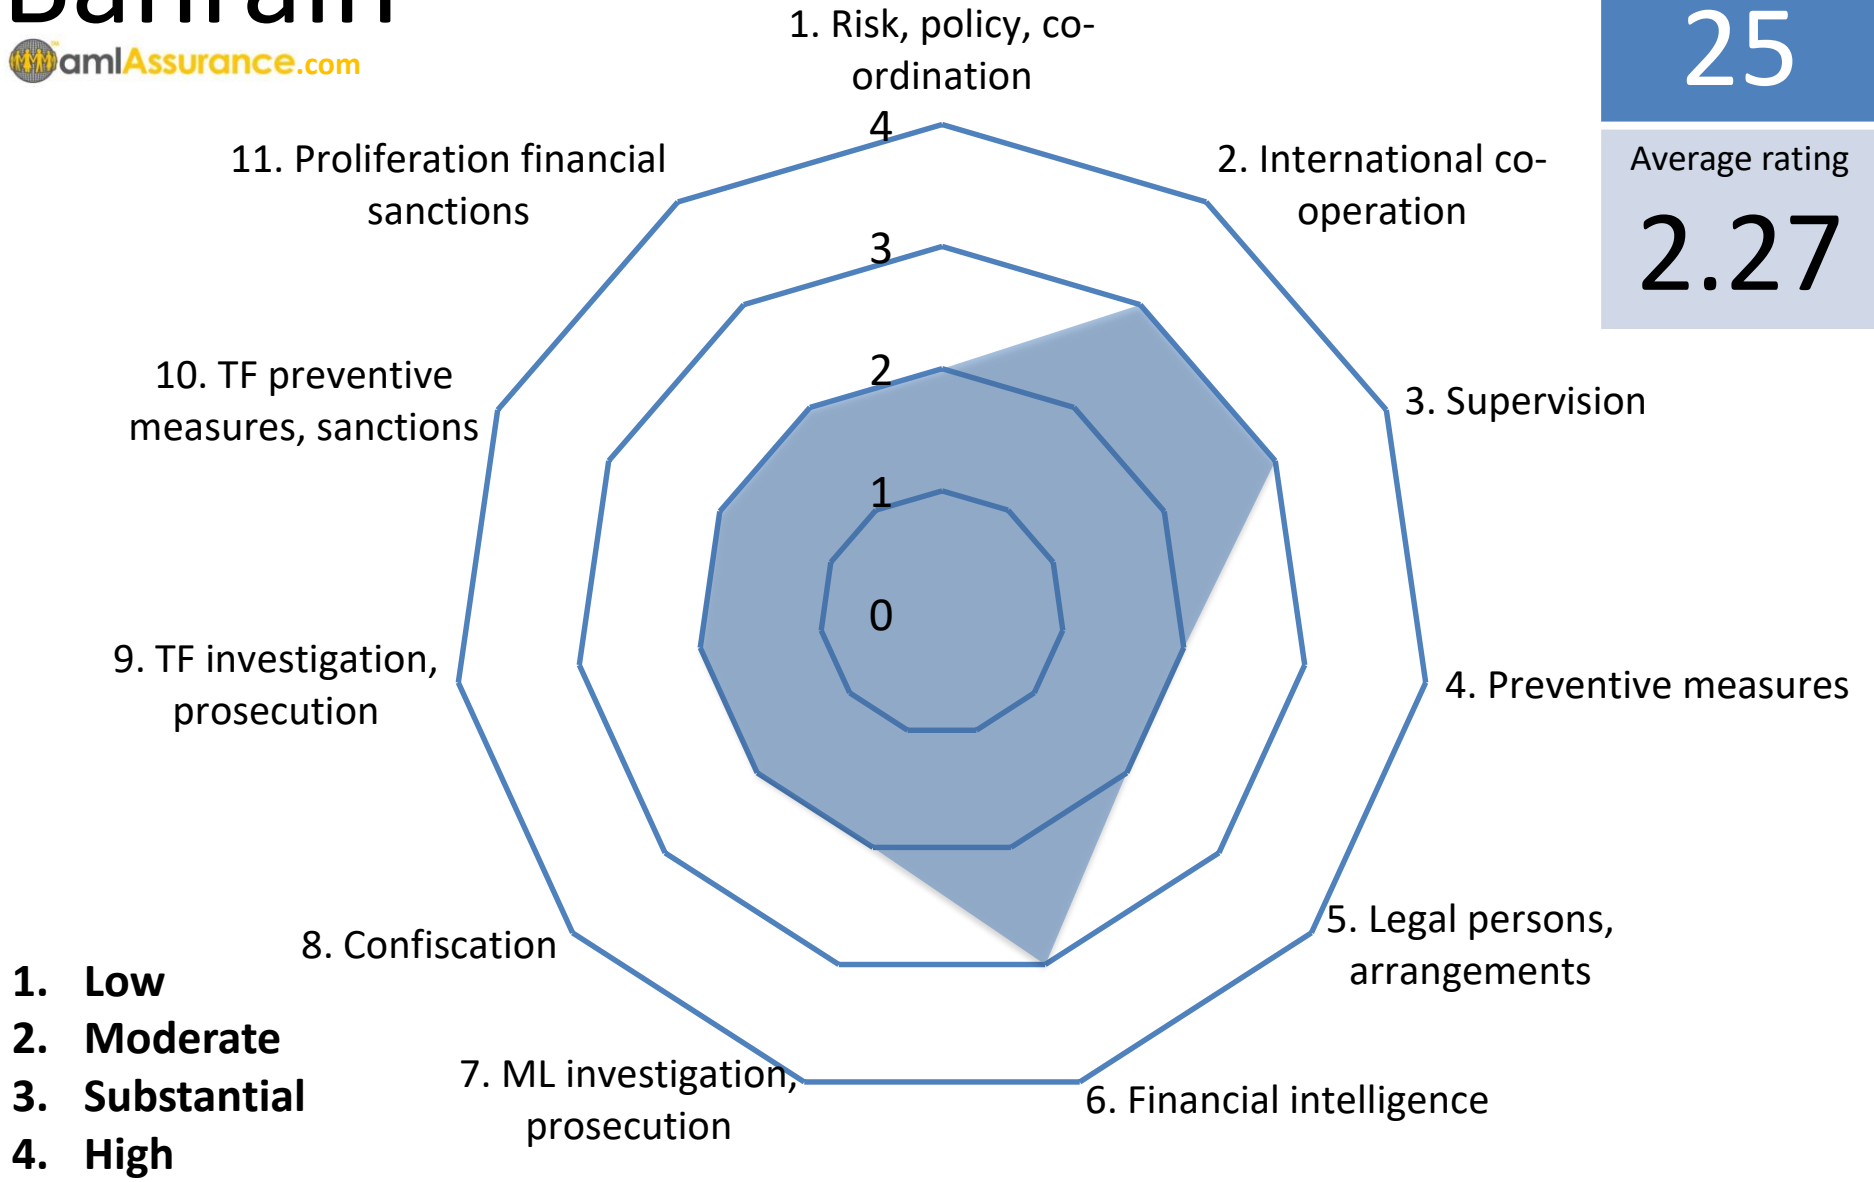 Bahrain
amlAssurance.com
25
Average rating
2.27
1. Risk, policy, co-
ordination
2. International co-
operation
3. Supervision
4. Preventive measures
5. Legal persons,
arrangements
6. Financial intelligence
7. ML investigation,
prosecution
8. Confiscation
9. TF investigation,
prosecution
10. TF preventive
measures, sanctions
11. Proliferation financial
sanctions
4
3
2
1
0
1. Low
2. Moderate
3. Substantial
4. High